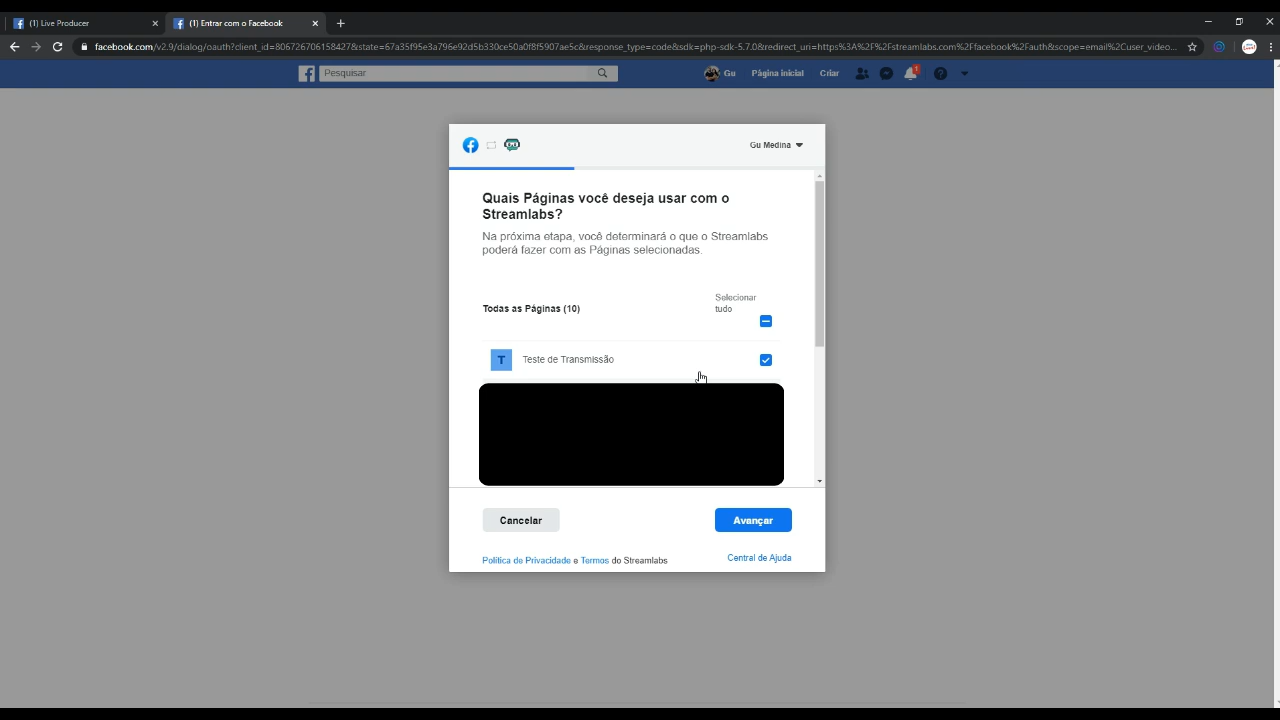 (1) Live Producer
(1) Entrar com o Facebook
facebook.com/v2.9/dialog/oauth?client_id=806726706158427&state=67a35f95e3a796e92d5b330ce50a0f8f5907ae5c&response_type=code&sdk=php-sdk-5.7.0&redirect_uri=https%3A%2F%2Fstreamlabs.com%2Ffacebook%2Fauth&scope=email%2Cuser_video...
Pesquisar
Gu
Página inicial
Criar
1
Gu Medina
Quais Páginas você deseja usar com o
Streamlabs?
Na próxima etapa, você determinará o que o Streamlabs
poderá fazer com as Páginas selecionadas.
Todas as Páginas (10)
Selecionar
tudo
T
Teste de Transmissão
Cancelar
Avançar
Política de Privacidade e Termos do Streamlabs
Central de Ajuda